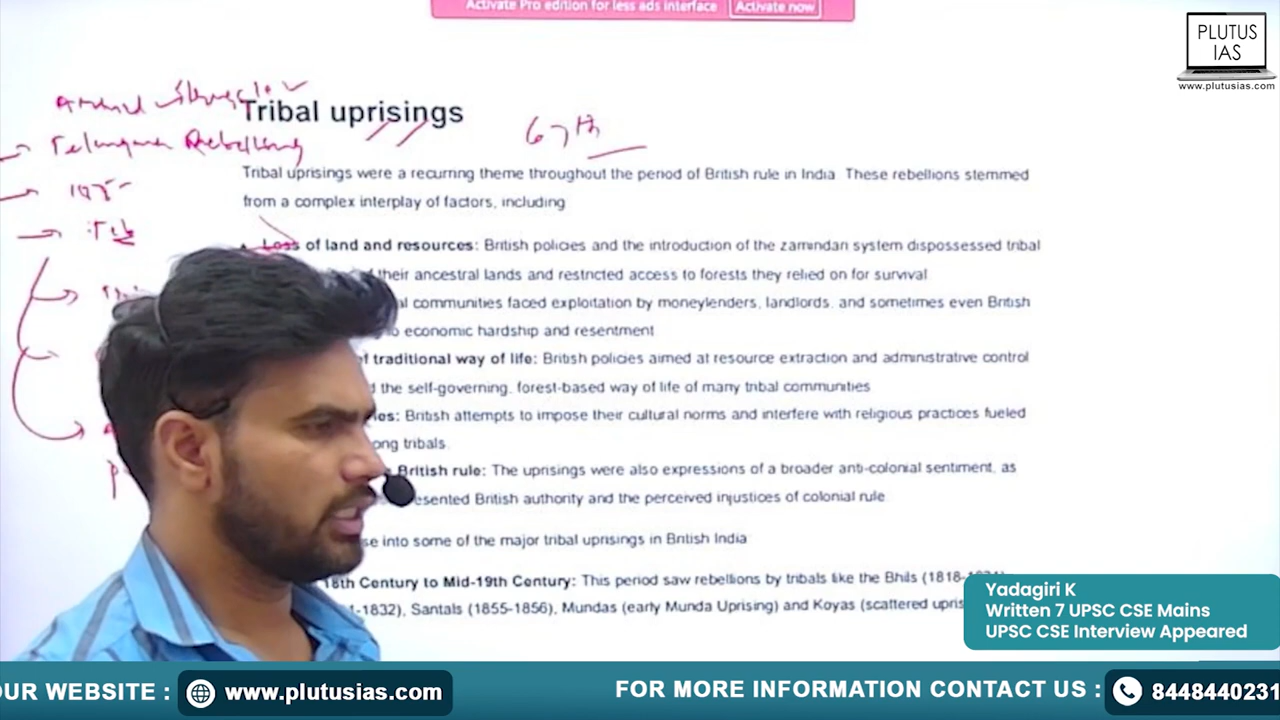 Activate Pro edition for less ads interface Activate now
PLUTUS
IAS
www.plutusias.com
Tribal uprisings
67th
Telangana Rebellion
Tribal uprisings were a recurring theme throughout the period of British rule in India. These rebellions stemmed
from a complex interplay of factors, including
Loss of land and resources: British policies and the introduction of the zamindari system dispossessed tribal
their ancestral lands and restricted access to forests they relied on for survival
communities faced exploitation by moneylenders, landlords, and sometimes even British
economic hardship and resentment
traditional way of life: British policies aimed at resource extraction and administrative control
the self-governing, forest-based way of life of many tribal communities
British attempts to impose their cultural norms and interfere with religious practices fueled
tribals.
British rule: The uprisings were also expressions of a broader anti-colonial sentiment, as
British authority and the perceived injustices of colonial rule
into some of the major tribal uprisings in British India
18th Century to Mid-19th Century: This period saw rebellions by tribals like the Bhils
Santals (1855-1856), Mundas (early Munda Uprising) and Koyas (scattered
Yadagiri K
Written 7 UPSC CSE Mains
UPSC CSE Interview Appeared
OUR WEBSITE : www.plutusias.com FOR MORE INFORMATION CONTACT US : 8448440231